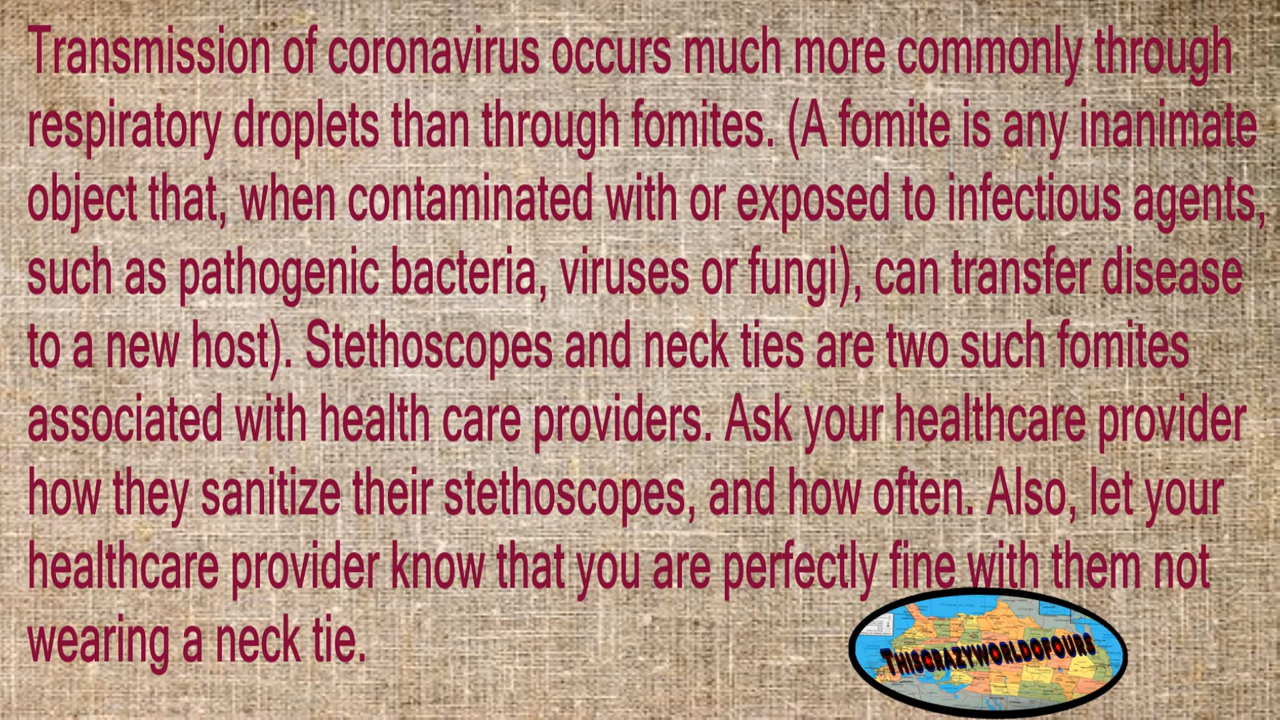 Transmission of coronavirus occurs much more commonly through
respiratory droplets than through fomites. (A fomite is any inanimate
object that, when contaminated with or exposed to infectious agents,
such as pathogenic bacteria, viruses or fungi), can transfer disease
to a new host). Stethoscopes and neck ties are two such fomites
associated with health care providers. Ask your healthcare provider
how they sanitize their stethoscopes, and how often. Also, let your
healthcare provider know that you are perfectly fine with them not
wearing a neck tie.
THISCRAZYWORLDOFOURS